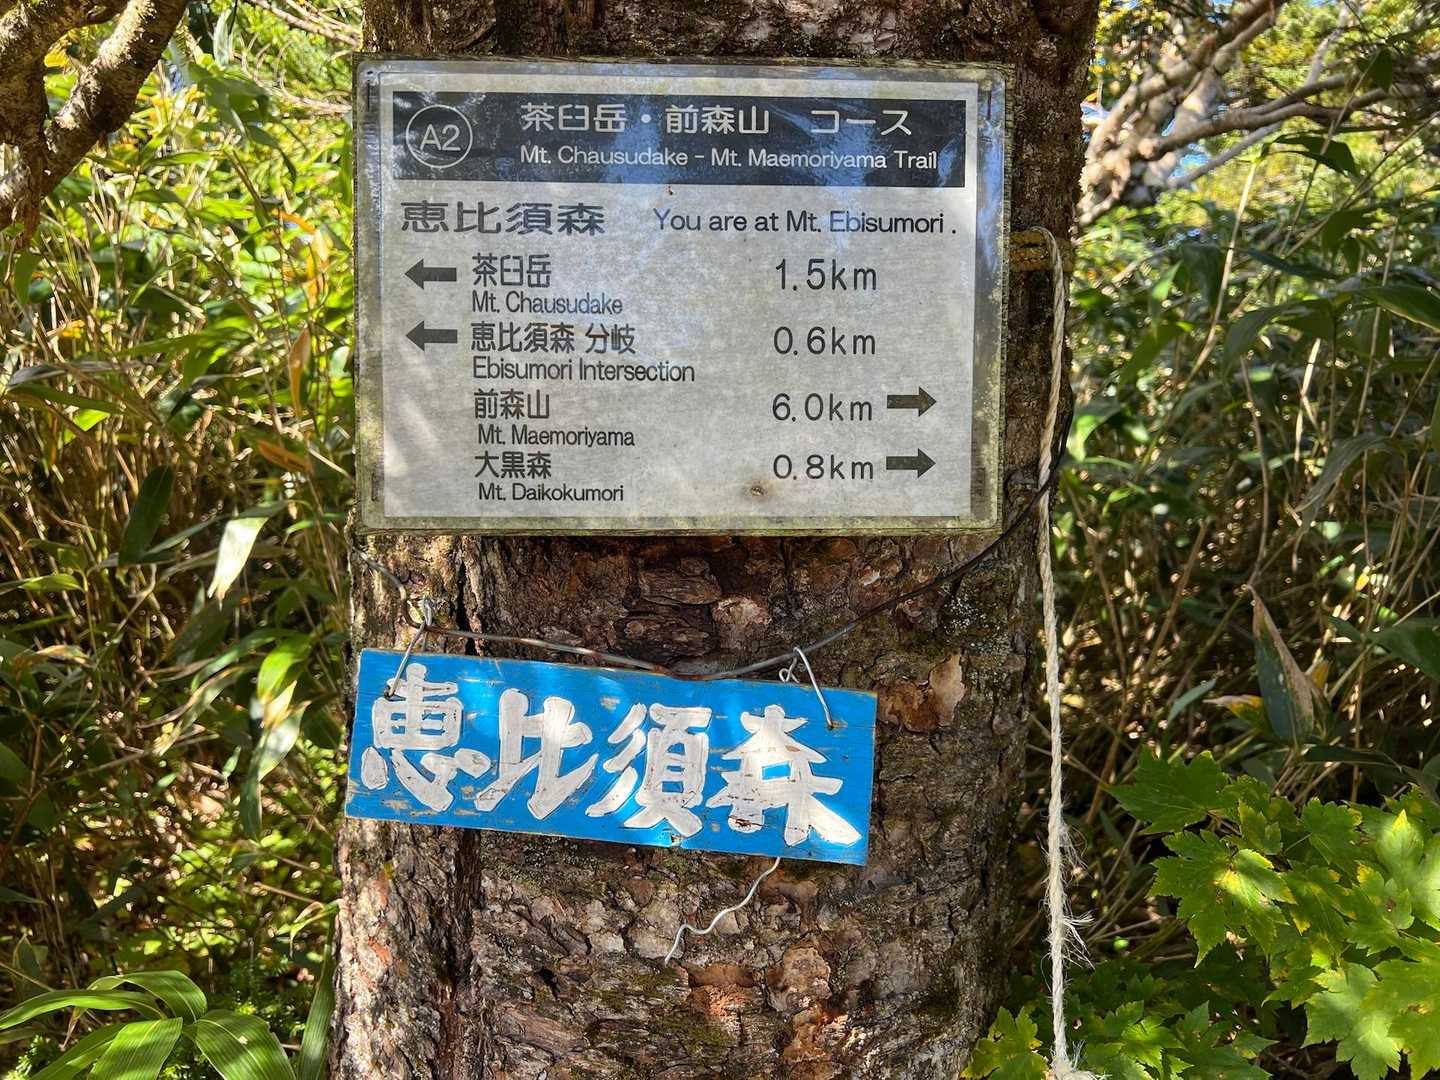 A2
茶臼岳・前森山 コース
Mt. Chausudake - Mt. Maemoriyama Trail
恵比須森 You are at Mt. Ebisumori .
← 茶臼岳 1.5km
Mt. Chausudake
← 恵比須森 分岐 0.6km
Ebisumori Intersection
前森山 6.0km →
Mt. Maemoriyama
大黒森 0.8km →
Mt. Daikokumori
恵比須森